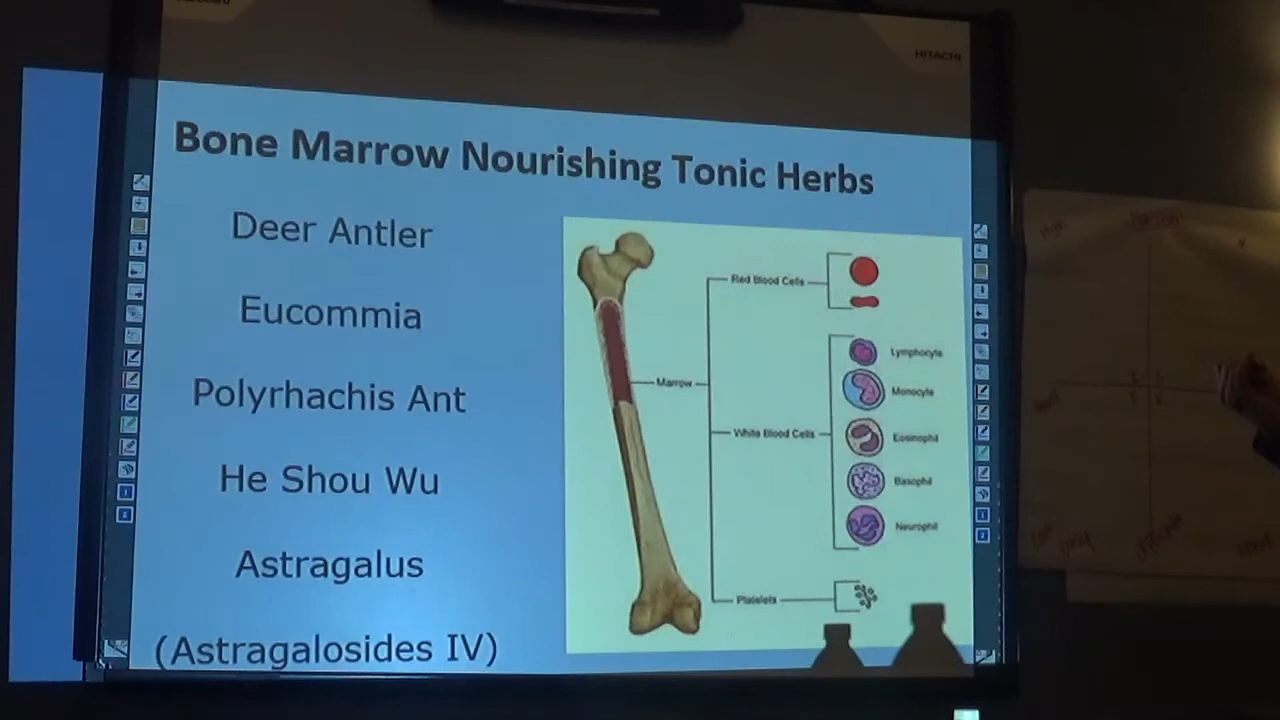 HITACHI
Bone Marrow Nourishing Tonic Herbs
Deer Antler
Eucommia
Polyrhachis Ant
He Shou Wu
Astragalus
(Astragalosides IV)
Red Blood Cells
Lymphocyte
Monocyte
Marrow
White Blood Cells
Eosinophil
Basophil
Neurophil
Platelets